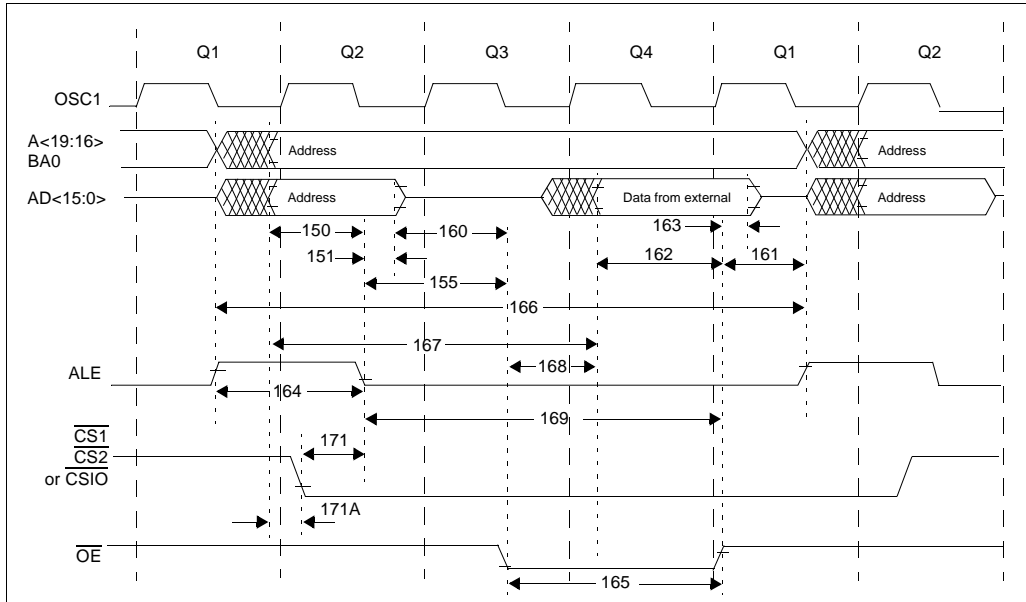 Q1 Q2 Q3 Q4 Q1 Q2
OSC1
A<19:16>
BA0
Address
Address
AD<15:0>
Address
Data from external
Address
150
160
163
151
162
161
155
166
167
168
ALE
164
169
CS1
CS2
or CSIO
171
171A
OE
165